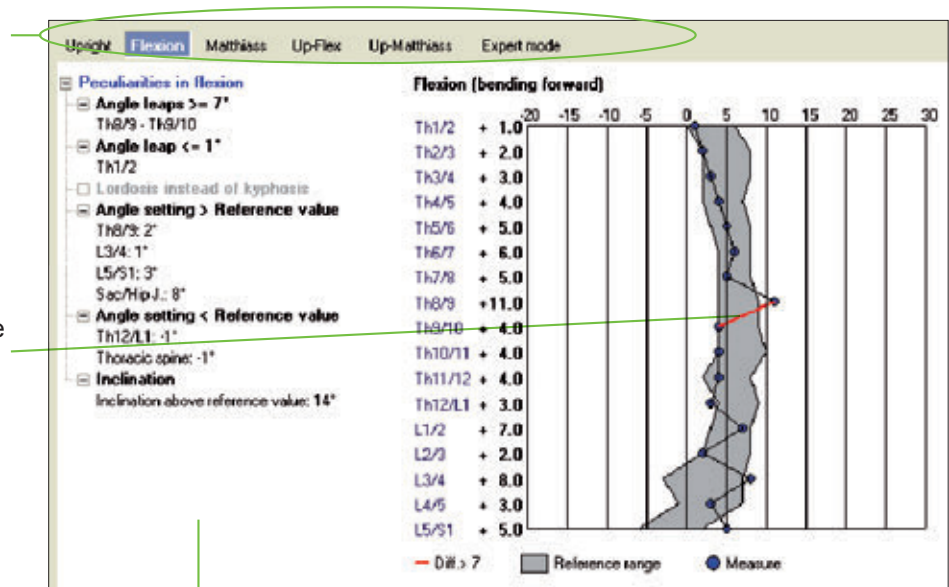 Upright Flexion Matthiass Up-Flex Up-Matthiass Expert mode
Peculiarities in flexion
Angle leaps >= 7°
Th8/9 - Th9/10
Angle leap <= 1°
Th1/2
Lordosis instead of kyphosis
Angle setting > Reference value
Th8/9: 2°
L3/4: 1°
L5/S1: 3°
Sac/Hip J.: 8°
Angle setting < Reference value
Th12/L1: -1°
Thoracic spine: -1°
Inclination
Inclination above reference value: 14°
e
Flexion (bending forward)
-20 -15 -10 -5 0 5 10 15 20 25 30
Th1/2 + 1.0
Th2/3 + 2.0
Th3/4 + 3.0
Th4/5 + 4.0
Th5/6 + 5.0
Th6/7 + 6.0
Th7/8 + 5.0
Th8/9 +11.0
Th9/10 + 4.0
Th10/11 + 4.0
Th11/12 + 4.0
Th12/L1 + 3.0
L1/2 + 7.0
L2/3 + 2.0
L3/4 + 8.0
L4/5 + 3.0
L5/S1 + 5.0
Diff.> 7 Reference range Measure